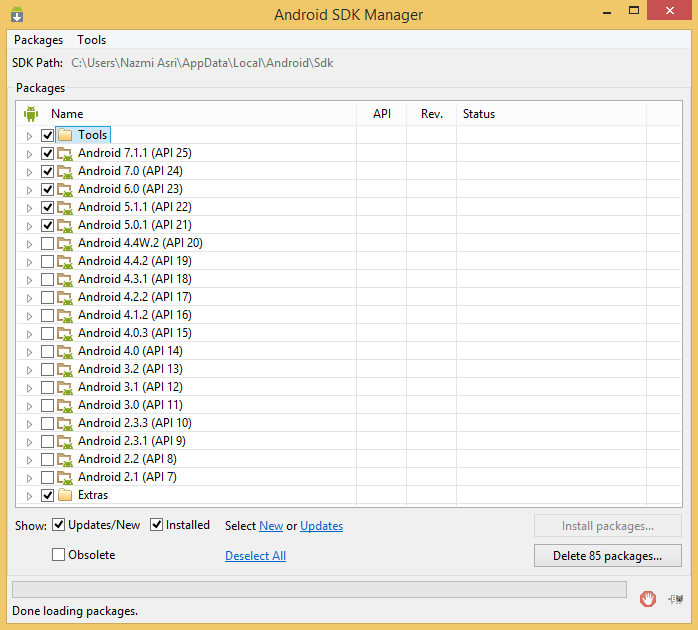 Android SDK Manager
Packages Tools
SDK Path: C:\Users\Nazmi Asri\AppData\Local\Android\Sdk
Packages
Name API Rev. Status
Tools
Android 7.1.1 (API 25)
Android 7.0 (API 24)
Android 6.0 (API 23)
Android 5.1.1 (API 22)
Android 5.0.1 (API 21)
Android 4.4W.2 (API 20)
Android 4.4.2 (API 19)
Android 4.3.1 (API 18)
Android 4.2.2 (API 17)
Android 4.1.2 (API 16)
Android 4.0.3 (API 15)
Android 4.0 (API 14)
Android 3.2 (API 13)
Android 3.1 (API 12)
Android 3.0 (API 11)
Android 2.3.3 (API 10)
Android 2.3.1 (API 9)
Android 2.2 (API 8)
Android 2.1 (API 7)
Extras
Show: Updates/New Installed Select New or Updates Install packages...
Obsolete Deselect All Delete 85 packages...
Done loading packages.